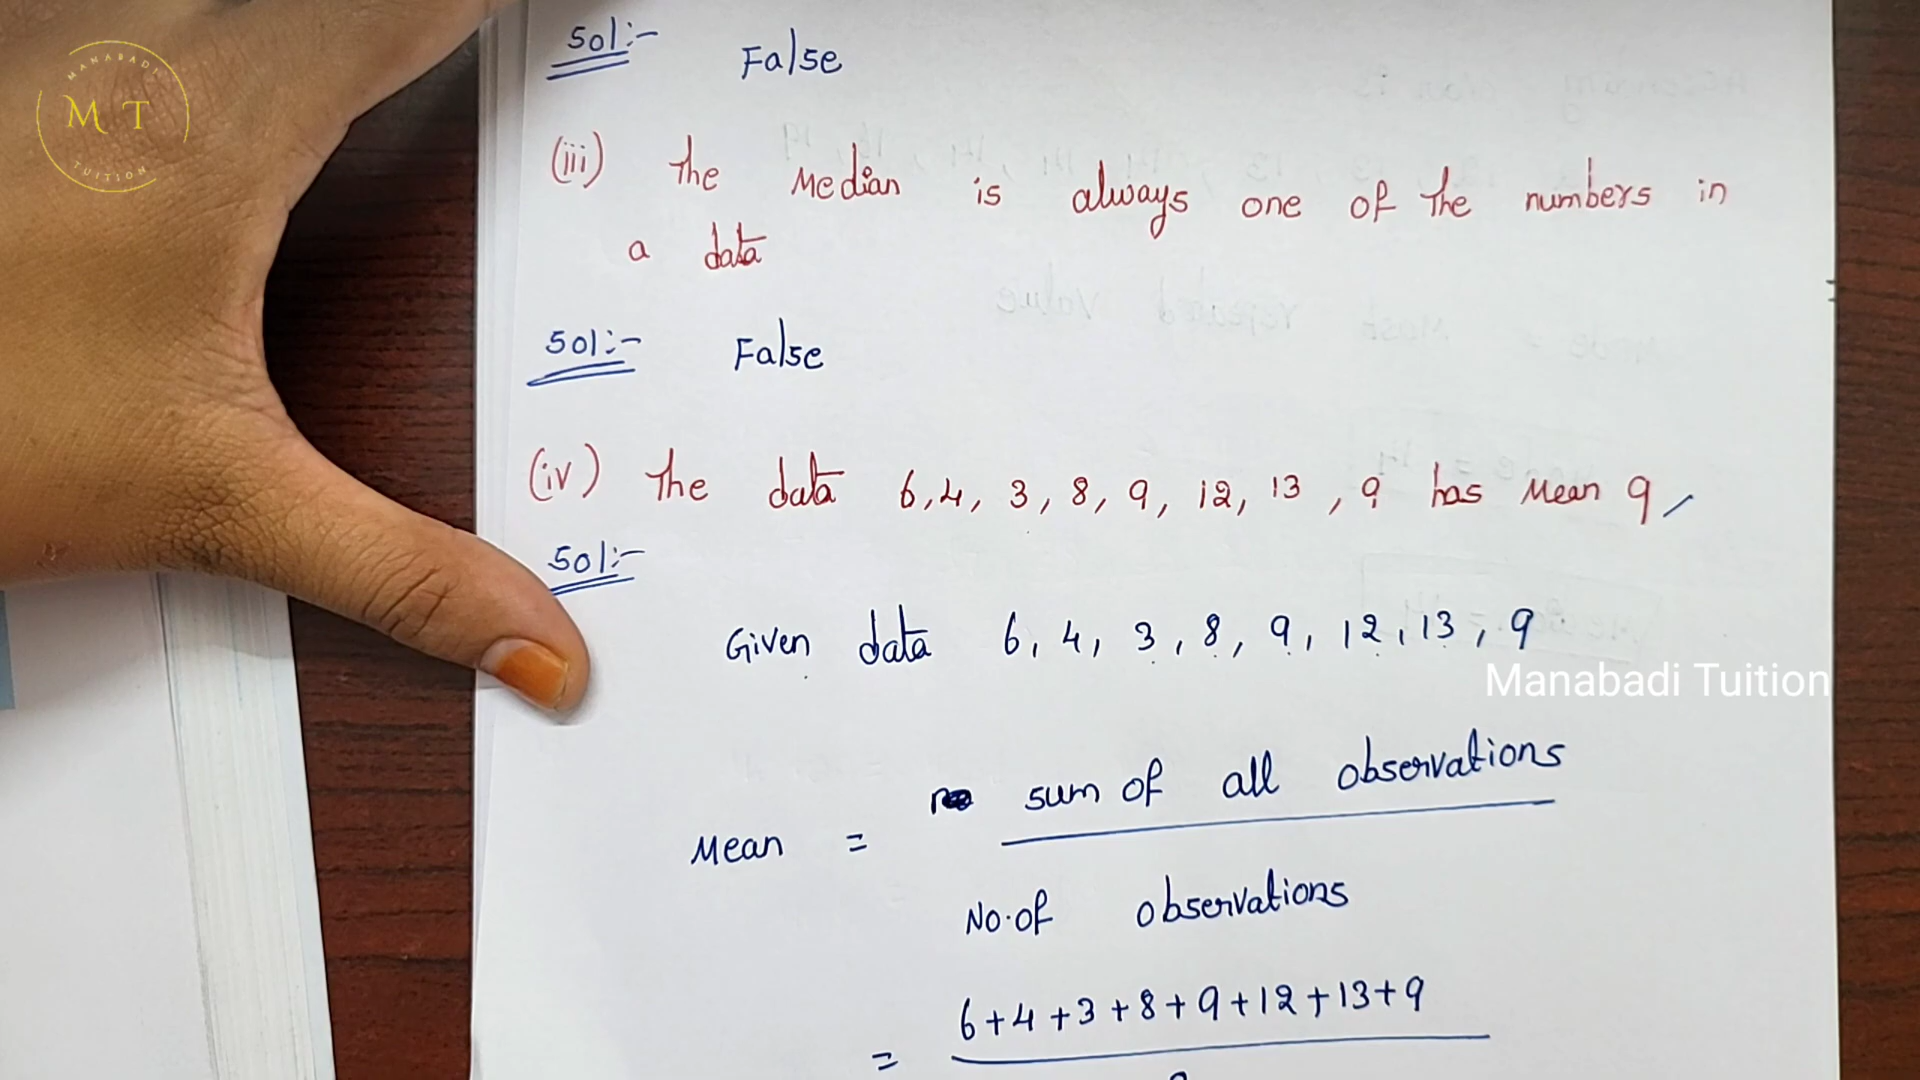 MANABADI
M T
TUITION
Sol:-
False
(iii) The Median is always one of the numbers in
a data
Sol:-
False
(iv) The data 6,4, 3, 8, 9, 12, 13, 9 has Mean 9
Sol:-
Given data 6, 4, 3, 8, 9, 12, 13, 9
Manabadi Tuition
sum of all observations
Mean =
No.of observations
6+4+3+8+9+12+13+9
=